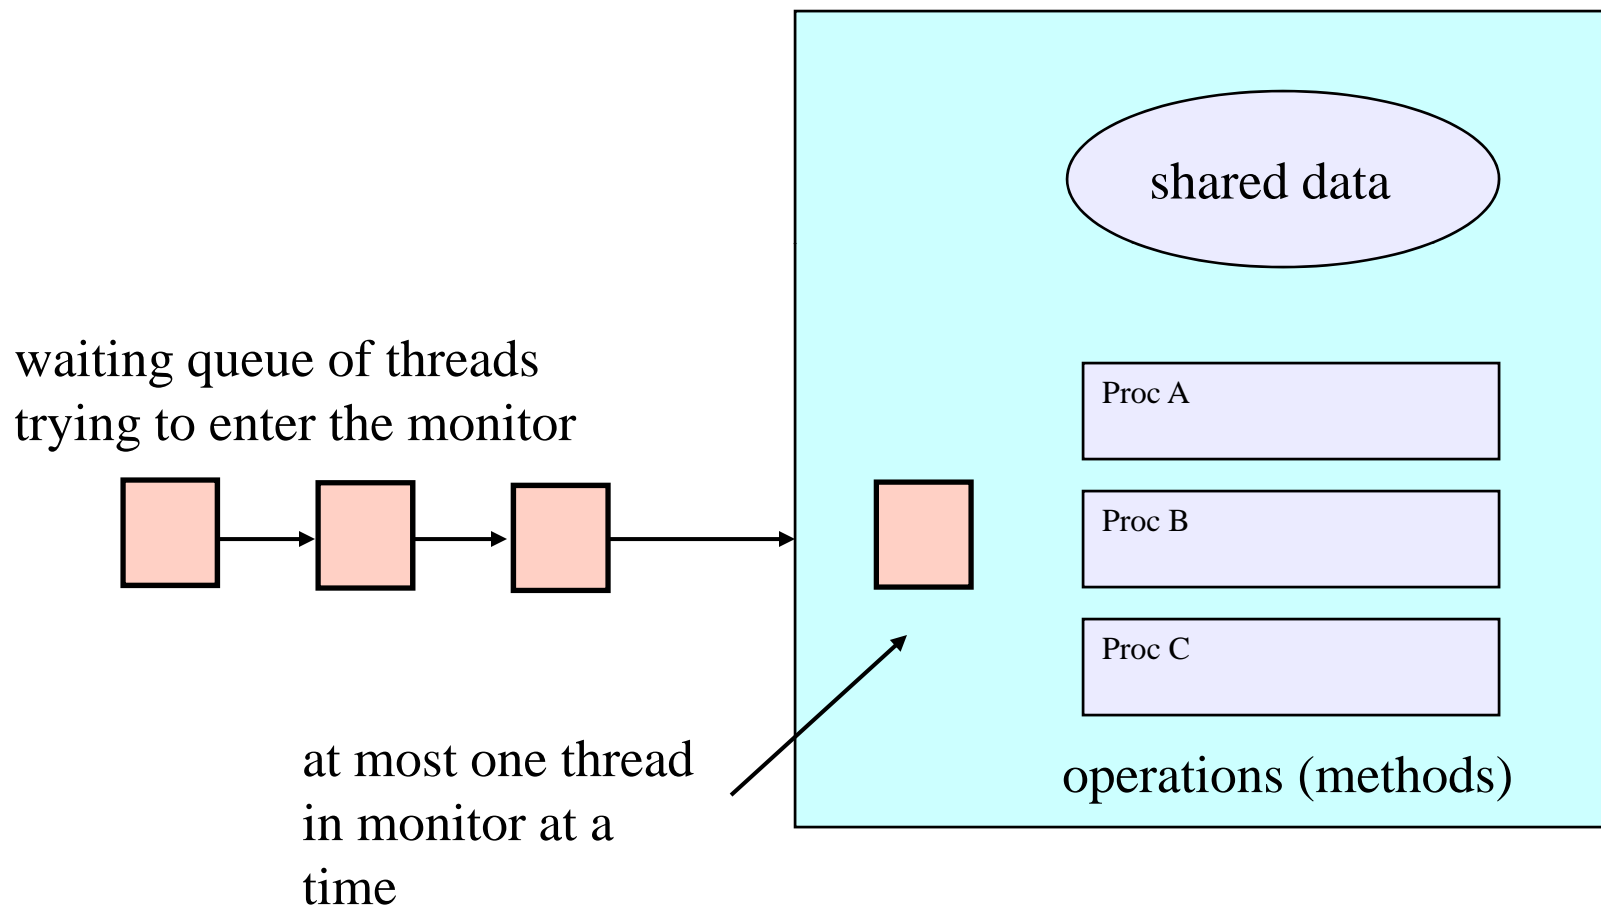 shared data
waiting queue of threads
trying to enter the monitor
Proc A
Proc B
Proc C
at most one thread
in monitor at a
time
operations (methods)